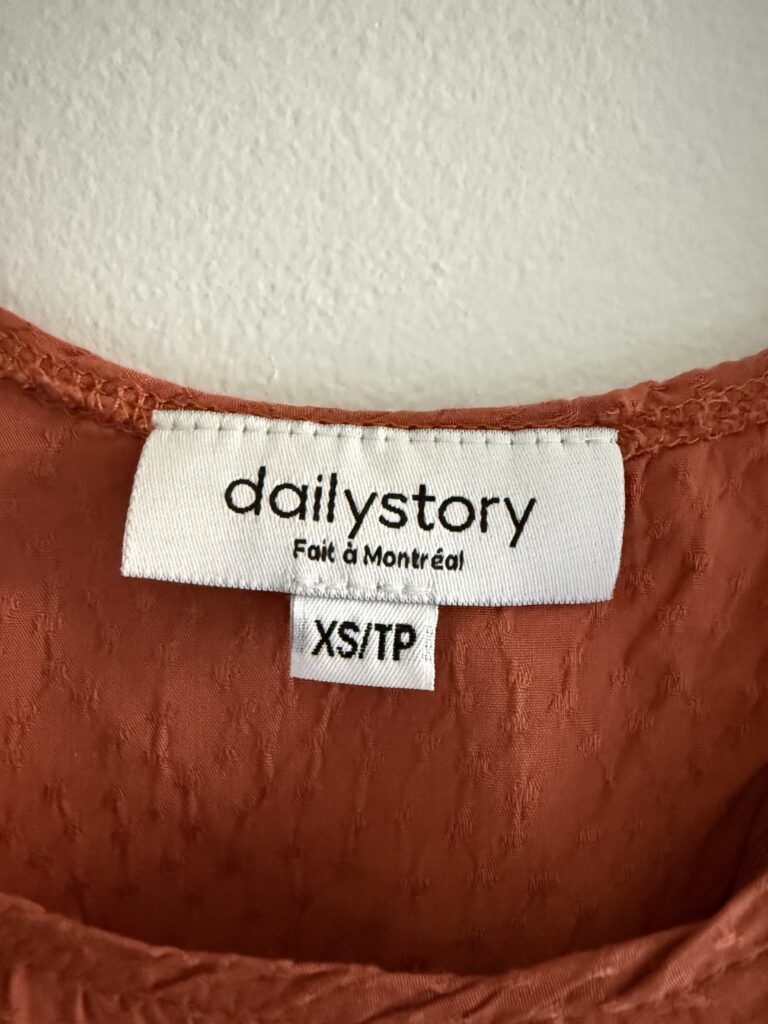 dailystory
Fait à Montréal
XS/TP